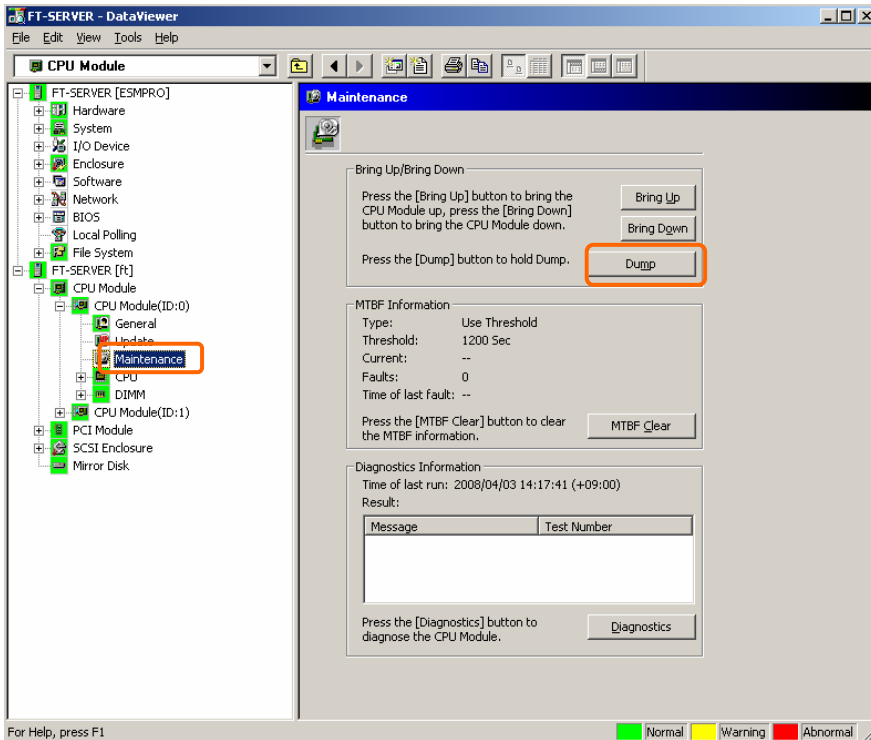 FT-SERVER - DataViewer
File Edit View Tools Help
CPU Module
FT-SERVER [ESMPRO]
Hardware
System
I/O Device
Enclosure
Software
Network
BIOS
Local Polling
File System
FT-SERVER [ft]
CPU Module
CPU Module(ID:0)
General
Update
Maintenance
CPU
DIMM
CPU Module(ID:1)
PCI Module
SCSI Enclosure
Mirror Disk
Maintenance
Bring Up/Bring Down
Press the [Bring Up] button to bring the
CPU Module up, press the [Bring Down]
button to bring the CPU Module down.
Bring Up
Bring Down
Press the [Dump] button to hold Dump.
Dump
MTBF Information
Type: Use Threshold
Threshold: 1200 Sec
Current: --
Faults: 0
Time of last fault: --
Press the [MTBF Clear] button to clear
the MTBF information.
MTBF Clear
Diagnostics Information
Time of last run: 2008/04/03 14:17:41 (+09:00)
Result:
Message Test Number
Press the [Diagnostics] button to
diagnose the CPU Module.
Diagnostics
For Help, press F1
Normal Warning Abnormal